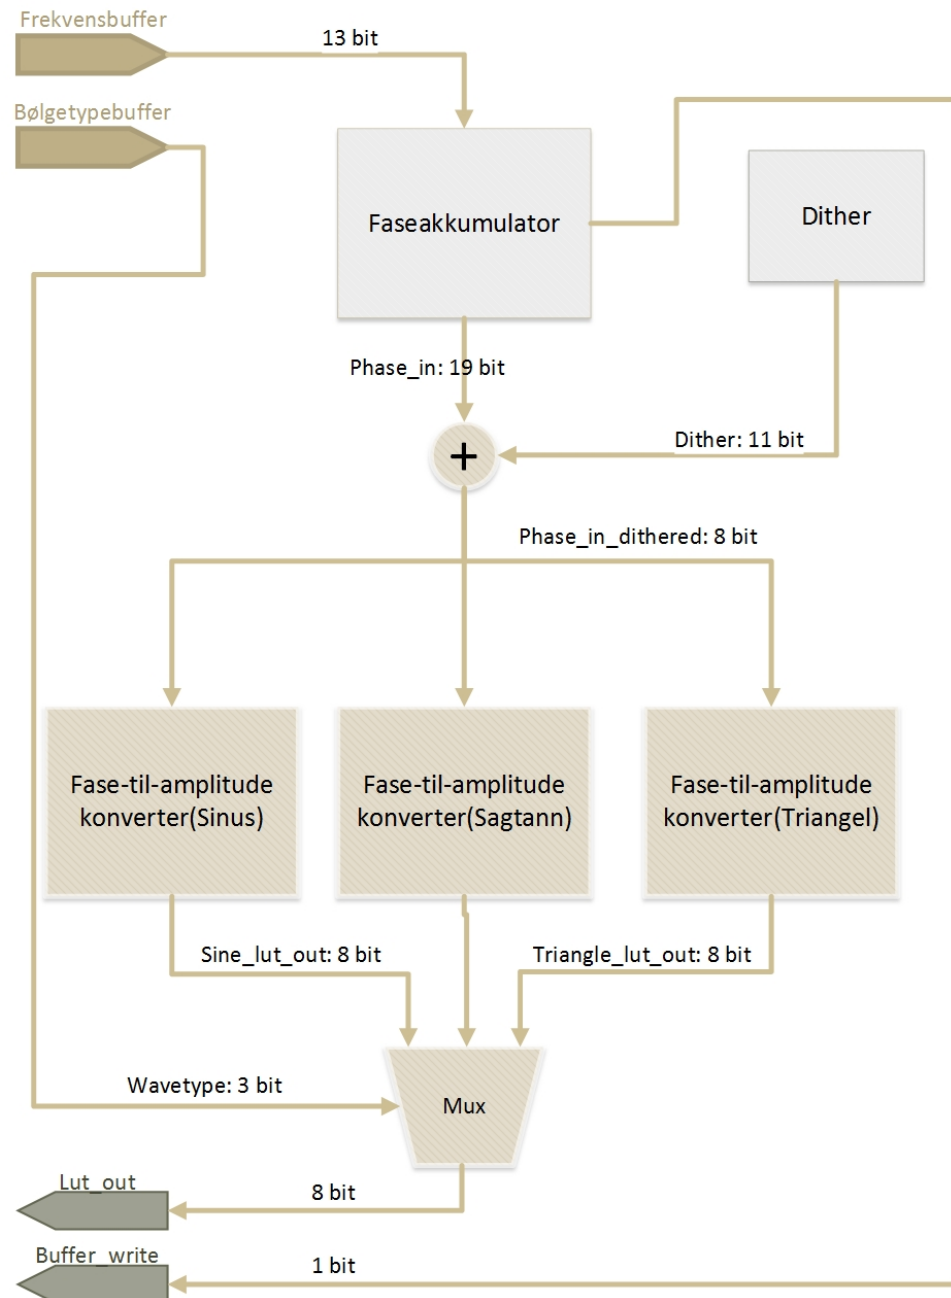 Frekvensbuffer
13 bit
Bølgetypebuffer
Faseakkumulator
Dither
Phase_in: 19 bit
Dither: 11 bit
+
Phase_in_dithered: 8 bit
Fase-til-amplitude
konverter(Sinus)
Fase-til-amplitude
konverter(Sagtann)
Fase-til-amplitude
konverter(Triangel)
Sine_lut_out: 8 bit
Triangle_lut_out: 8 bit
Wavetype: 3 bit
Mux
Lut_out
8 bit
Buffer_write
1 bit